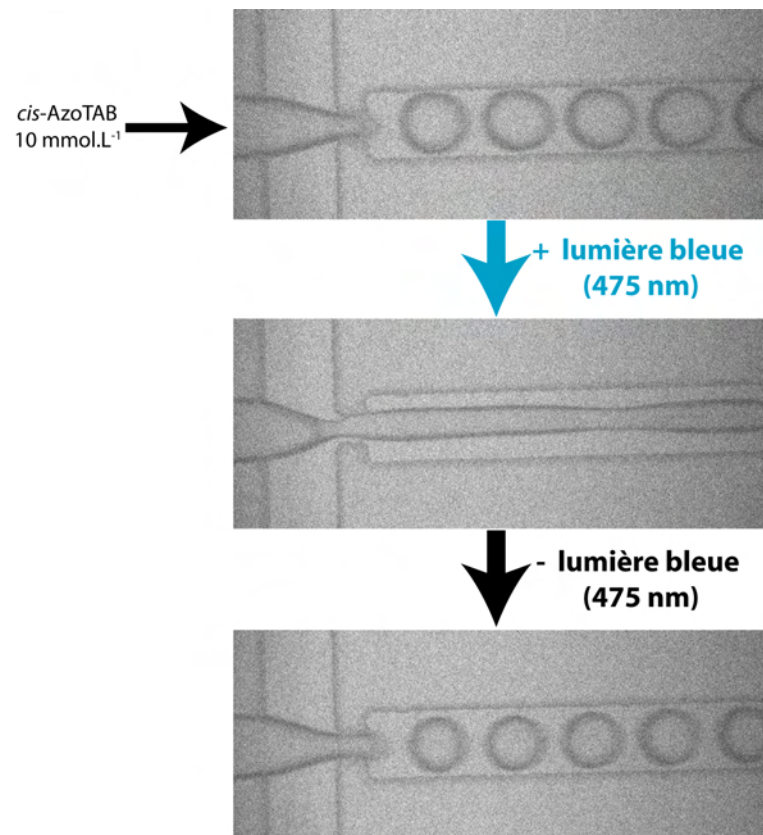 cis-AzoTAB
10 mmol.L⁻¹
+ lumière bleue
(475 nm)
- lumière bleue
(475 nm)